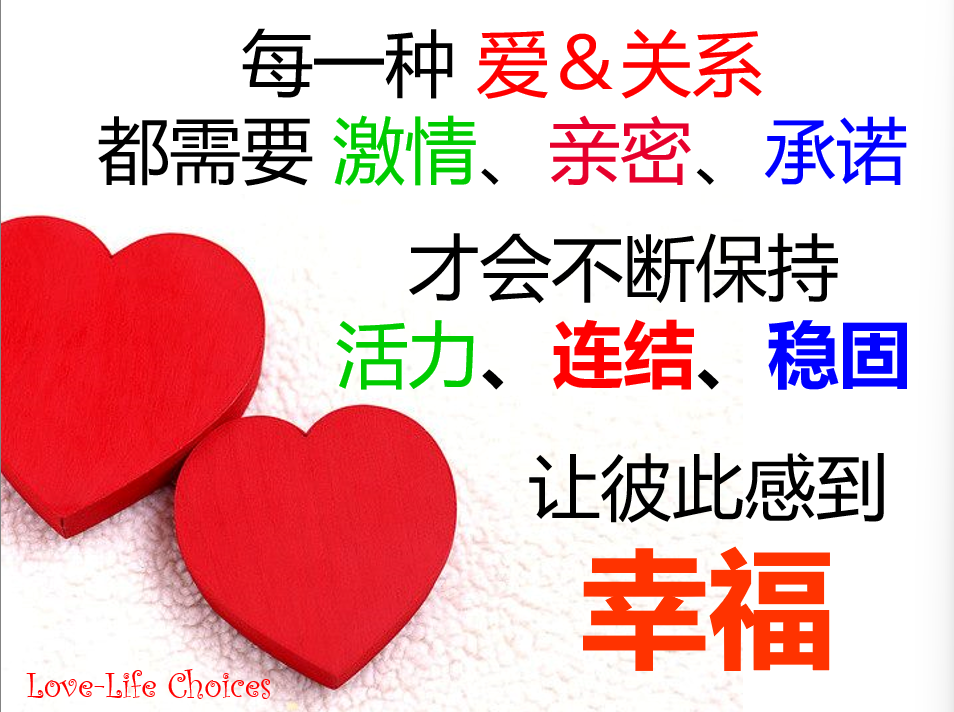 每一种 爱＆关系
都需要 激情、亲密、承诺
才会不断保持
活力、连结、稳固
让彼此感到
幸福
Love-Life Choices